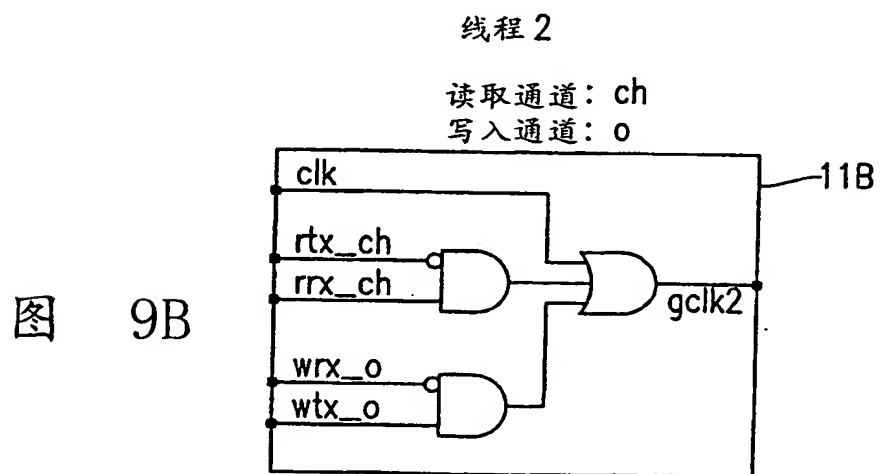 线程2
读取通道：ch
写入通道：o
clk
11B
rtx_ch
rrx_ch
gclk2
图 9B
wrx_o
wtx_o